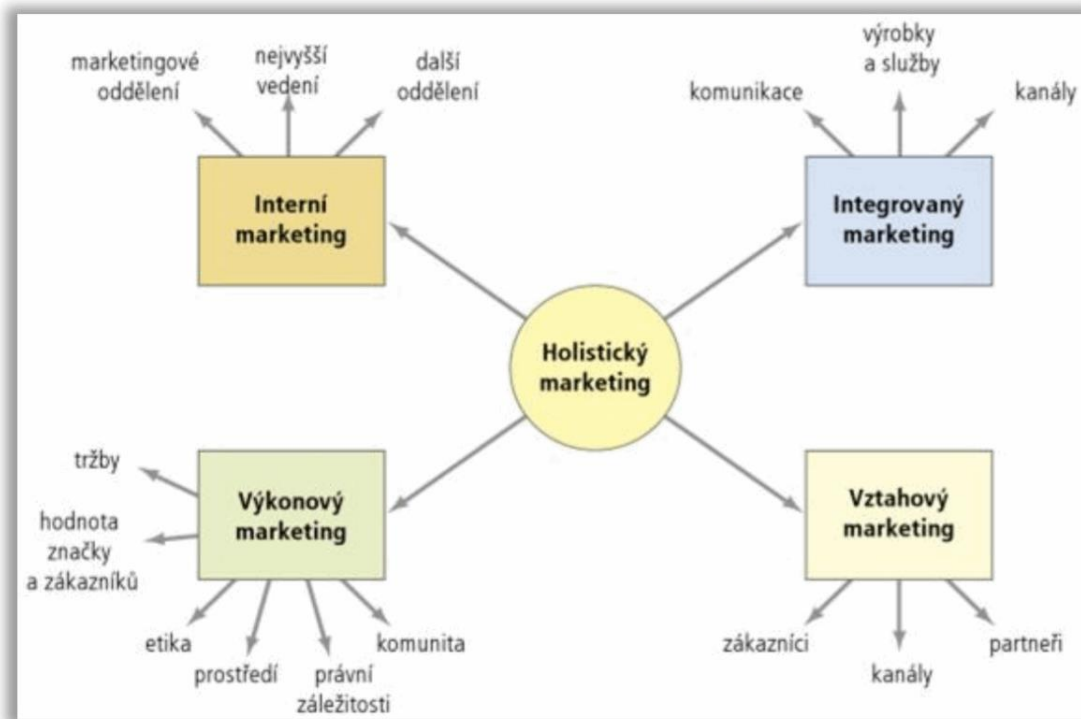 marketingové
oddělení
nejvyšší
vedení
další
oddělení
Interní
marketing
komunikace
výrobky
a služby
kanály
Integrovaný
marketing
Holistický
marketing
tržby
hodnota
značky
a zákazníků
Výkonový
marketing
etika
prostředí
právní
záležitosti
komunita
Vztahový
marketing
zákazníci
kanály
partneři